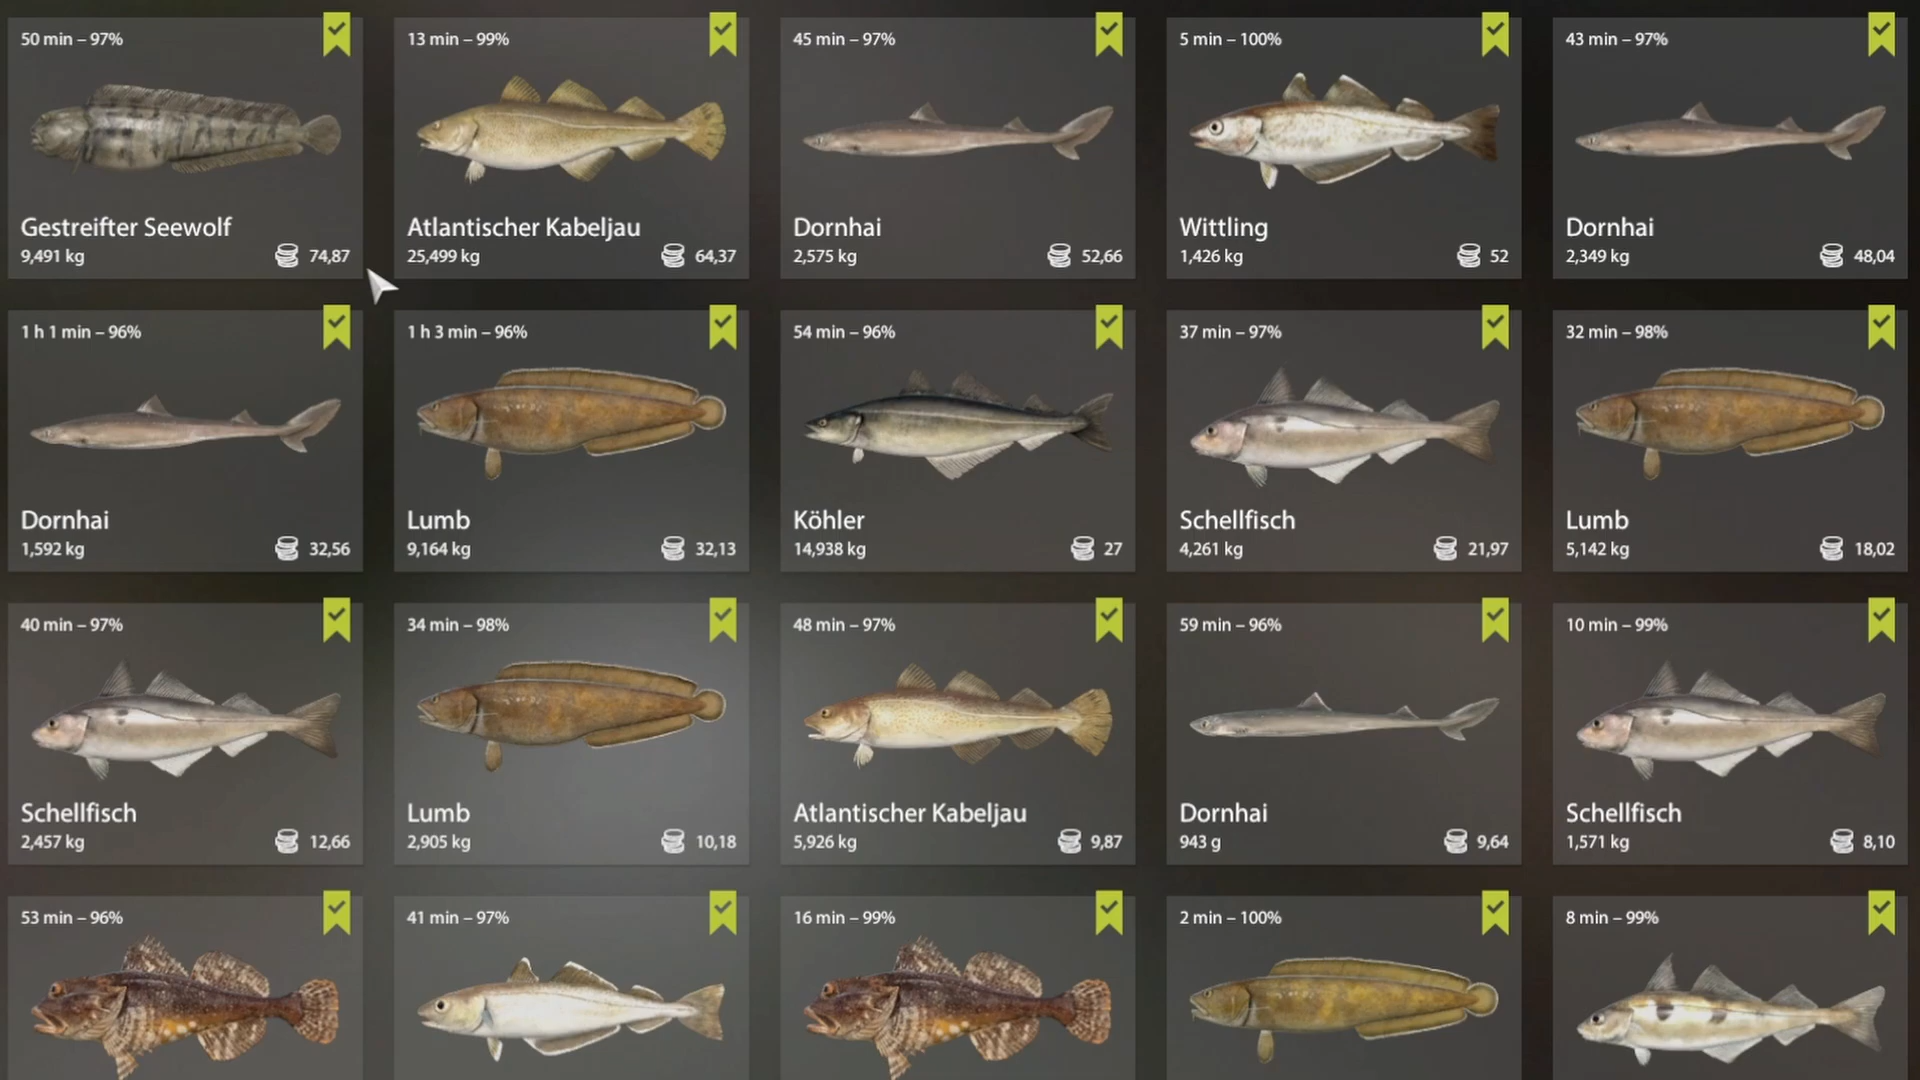 50 min – 97%
Gestreifter Seewolf
9,491 kg
74,87
13 min – 99%
Atlantischer Kabeljau
25,499 kg
64,37
45 min – 97%
Dornhai
2,575 kg
52,66
5 min – 100%
Wittling
1,426 kg
52
43 min – 97%
Dornhai
2,349 kg
48,04
1 h 1 min – 96%
Dornhai
1,592 kg
32,56
1 h 3 min – 96%
Lumb
9,164 kg
32,13
54 min – 96%
Köhler
14,938 kg
27
37 min – 97%
Schellfisch
4,261 kg
21,97
32 min – 98%
Lumb
5,142 kg
18,02
40 min – 97%
Schellfisch
2,457 kg
12,66
34 min – 98%
Lumb
2,905 kg
10,18
48 min – 97%
Atlantischer Kabeljau
5,926 kg
9,87
59 min – 96%
Dornhai
943 g
9,64
10 min – 99%
Schellfisch
1,571 kg
8,10
53 min – 96%
41 min – 97%
16 min – 99%
2 min – 100%
8 min – 99%